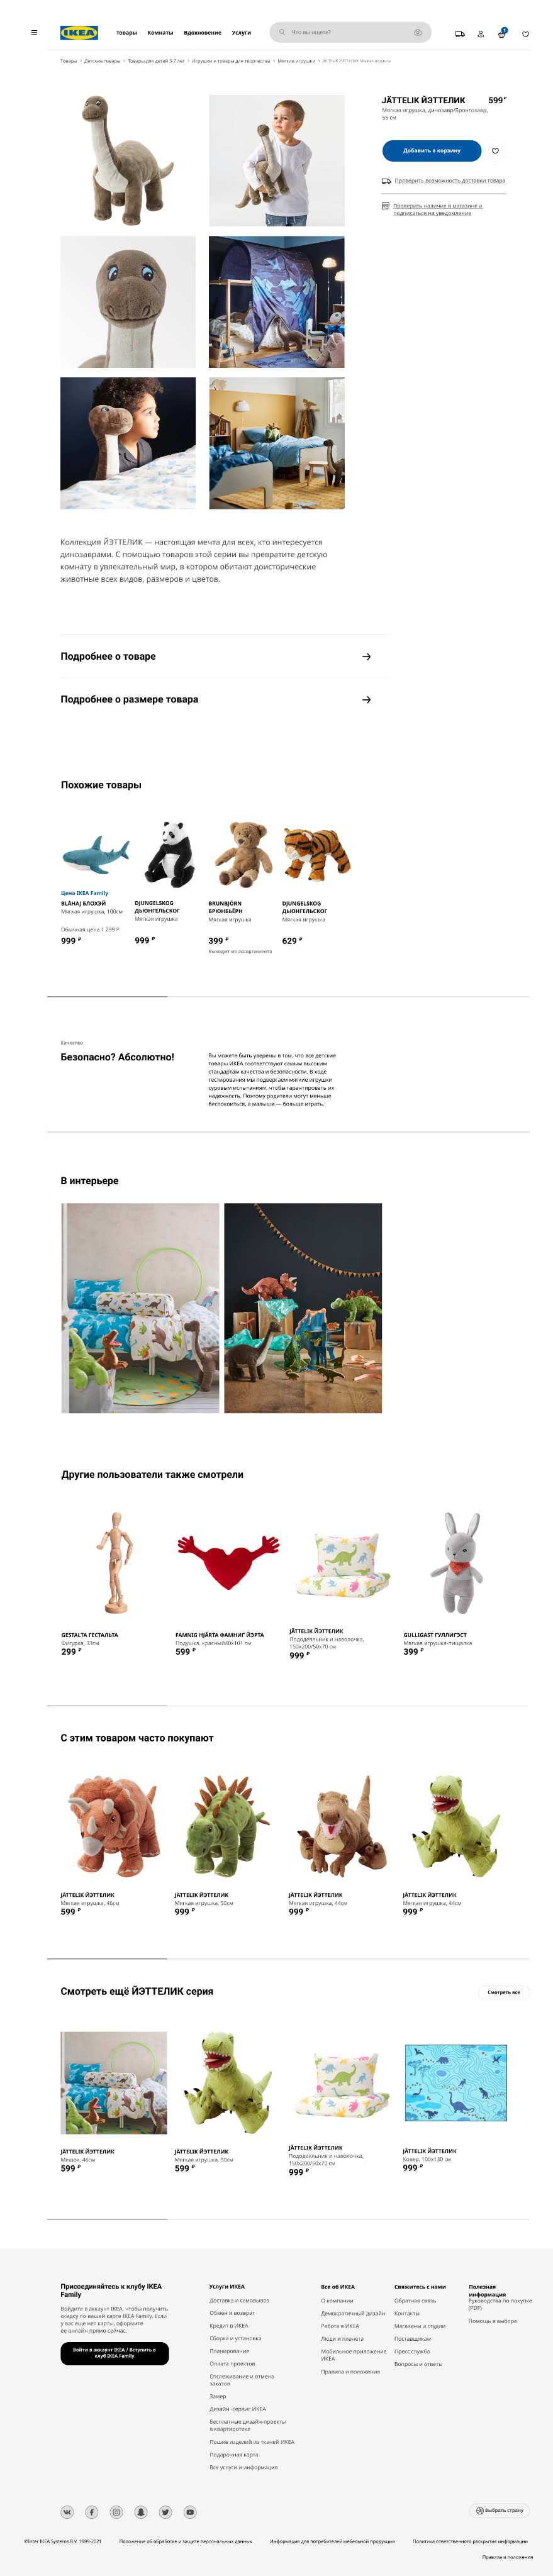 IKEA
Товары Комнаты Вдохновение Услуги
Что вы ищете?
Товары > Детские товары > Товары для детей 3-7 лет > Игрушки и товары для творчества > Мягкие игрушки > JÄTTELIK ЙЭТТЕЛИК Мягкая игрушка
JÄTTELIK ЙЭТТЕЛИК 599 ₽
Мягкая игрушка, динозавр/Бронтозавр,
55 см
Добавить в корзину
Проверить возможность доставки товара
Проверить наличие в магазине и
подписаться на уведомление
Коллекция ЙЭТТЕЛИК — настоящая мечта для всех, кто интересуется
динозаврами. С помощью товаров этой серии вы превратите детскую
комнату в увлекательный мир, в котором обитают доисторические
животные всех видов, размеров и цветов.
Подробнее о товаре
Подробнее о размере товара
Похожие товары
Цена IKEA Family
BLÅHAJ БЛОХЭЙ
Мягкая игрушка, 100см
Обычная цена 1 299 ₽
999 ₽
DJUNGELSKOG
ДЬЮНГЕЛЬСКОГ
Мягкая игрушка
999 ₽
BRUNBJÖRN
БРЮНБЬЁРН
Мягкая игрушка
399 ₽
Выходит из ассортимента
DJUNGELSKOG
ДЬЮНГЕЛЬСКОГ
Мягкая игрушка
629 ₽
Качество
Безопасно? Абсолютно!
Вы можете быть уверены в том, что все детские
товары ИКЕА соответствуют самым высоким
стандартам качества и безопасности. В ходе
тестирования мы подвергаем мягкие игрушки
суровым испытаниям, чтобы гарантировать их
надежность. Поэтому родители могут меньше
беспокоиться, а малыши — больше играть.
В интерьере
Другие пользователи также смотрели
GESTALTA ГЕСТАЛЬТА
Фигурка, 33см
299 ₽
FAMNIG HJÄRTA ФАМНИГ ЙЭРТА
Подушка, красный40х101 см
599 ₽
JÄTTELIK ЙЭТТЕЛИК
Пододеяльник и наволочка,
150x200/50x70 см
999 ₽
GULLIGAST ГУЛЛИГЭСТ
Мягкая игрушка-пищалка
399 ₽
С этим товаром часто покупают
JÄTTELIK ЙЭТТЕЛИК
Мягкая игрушка, 46см
599 ₽
JÄTTELIK ЙЭТТЕЛИК
Мягкая игрушка, 50см
999 ₽
JÄTTELIK ЙЭТТЕЛИК
Мягкая игрушка, 44см
999 ₽
JÄTTELIK ЙЭТТЕЛИК
Мягкая игрушка, 44см
999 ₽
Смотреть ещё ЙЭТТЕЛИК серия
Смотреть все
JÄTTELIK ЙЭТТЕЛИК
Мешок, 46см
599 ₽
JÄTTELIK ЙЭТТЕЛИК
Мягкая игрушка, 50см
599 ₽
JÄTTELIK ЙЭТТЕЛИК
Пододеяльник и наволочка,
150x200/50x70 см
999 ₽
JÄTTELIK ЙЭТТЕЛИК
Ковер, 100x130 см
999 ₽
Присоединяйтесь к клубу IKEA
Family
Войдите в аккаунт IKEA, чтобы получить
скидку по вашей карте IKEA Family. Если
у вас еще нет карты, оформите
ее онлайн прямо сейчас.
Войти в аккаунт IKEA / Вступить в
клуб IKEA Family
Услуги ИКЕА
Доставка и самовывоз
Обмен и возврат
Кредит в ИКЕА
Сборка и установка
Планирование
Оплата проектов
Отслеживание и отмена
заказов
Замер
Дизайн -сервис ИКЕА
Бесплатные дизайн-проекты
в квартиротеке
Пошив изделий из тканей ИКЕА
Подарочная карта
Все услуги и информация
Все об ИКЕА
О компании
Демократичный дизайн
Работа в ИКЕА
Люди и планета
Мобильное приложение
ИКЕА
Правила и положения
Свяжитесь с нами
Обратная связь
Контакты
Магазины и студии
Поставщикам
Пресс служба
Вопросы и ответы
Полезная
информация
Руководства по покупке
(PDF)
Помощь в выборе
Выбрать страну
©Inter IKEA Systems B.V. 1999-2021
Положение об обработке и защите персональных данных
Информация для потребителей мебельной продукции
Политика ответственного раскрытия информации
Правила и положения